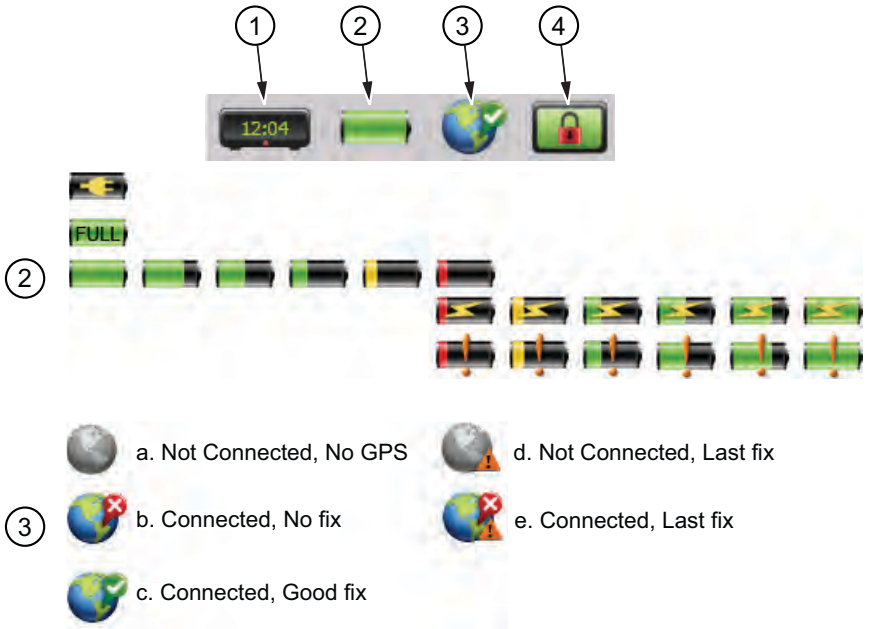 1 2 3 4
12:04
FULL
2
a. Not Connected, No GPS
d. Not Connected, Last fix
3
b. Connected, No fix
e. Connected, Last fix
c. Connected, Good fix